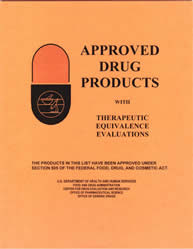 APPROVED
DRUG
PRODUCTS
WITH
THERAPEUTIC
EQUIVALENCE
EVALUATIONS
THE PRODUCTS IN THIS LIST HAVE BEEN APPROVED UNDER
SECTION 505 OF THE FEDERAL FOOD, DRUG, AND COSMETIC ACT.
U.S. DEPARTMENT OF HEALTH AND HUMAN SERVICES
FOOD AND DRUG ADMINISTRATION
CENTER FOR DRUG EVALUATION AND RESEARCH
OFFICE OF PHARMACEUTICAL SCIENCE
OFFICE OF GENERIC DRUGS